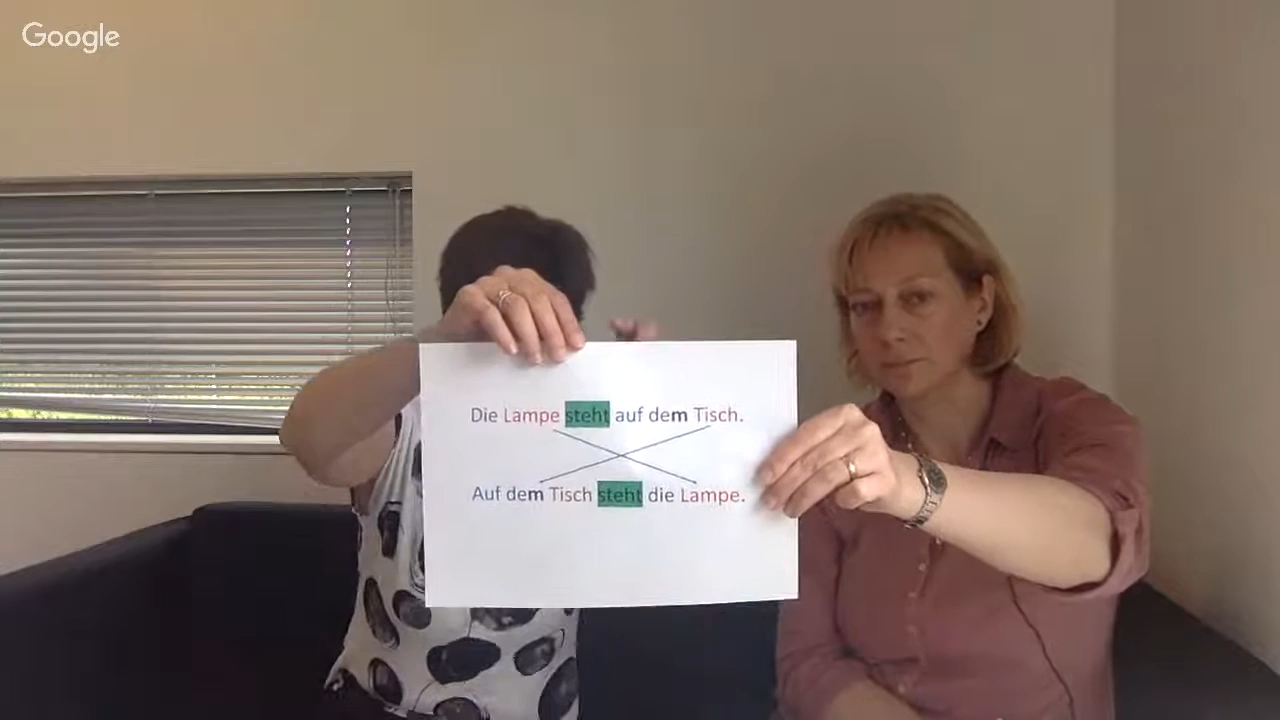 Google
Die Lampe steht auf dem Tisch.
Auf dem Tisch steht die Lampe.